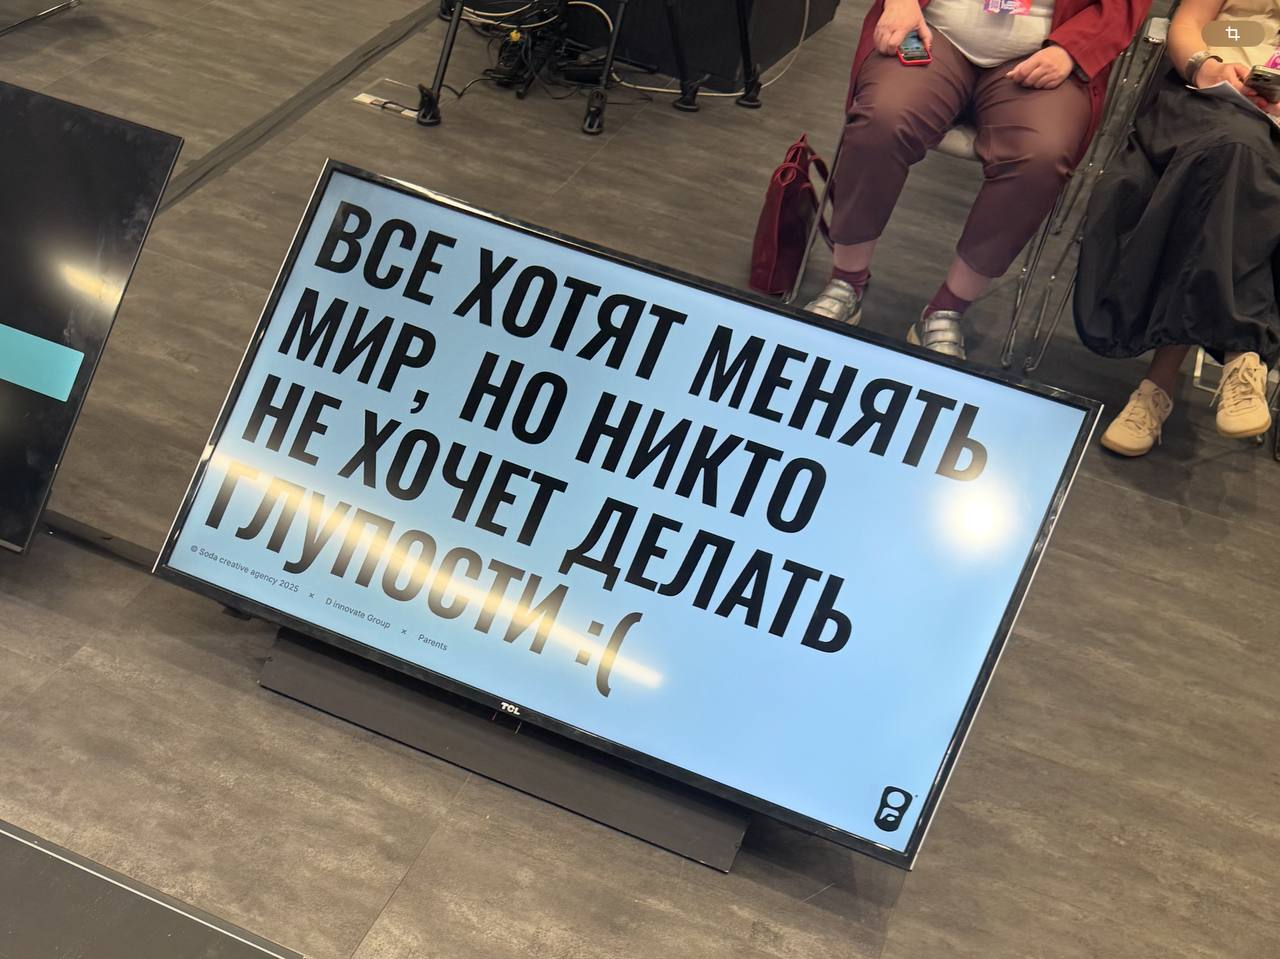 ВСЕ ХОТЯТ МЕНЯТЬ
МИР, НО НИКТО
НЕ ХОЧЕТ ДЕЛАТЬ
ГЛУПОСТИ :(
© Soda creative agency 2025 × D innovate Group × Parents
TCL